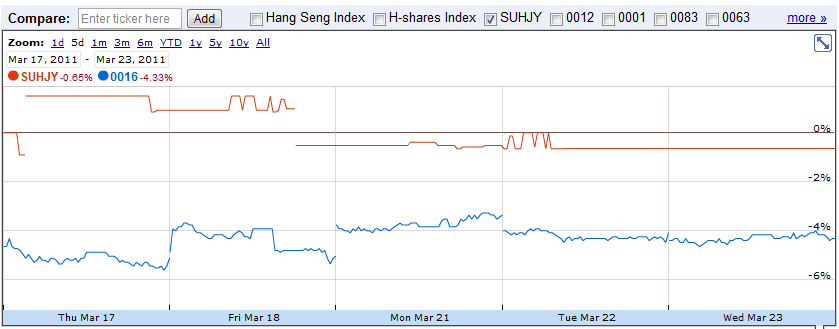 Compare: Enter ticker here Add Hang Seng Index H-shares Index SUHJY 0012 0001 0083 0063 more »
Zoom: 1d 5d 1m 3m 6m YTD 1y 5y 10y All
Mar 17, 2011 - Mar 23, 2011
SUHJY -0.65% 0016 -4.33%
0%
-2%
-4%
-6%
Thu Mar 17 Fri Mar 18 Mon Mar 21 Tue Mar 22 Wed Mar 23